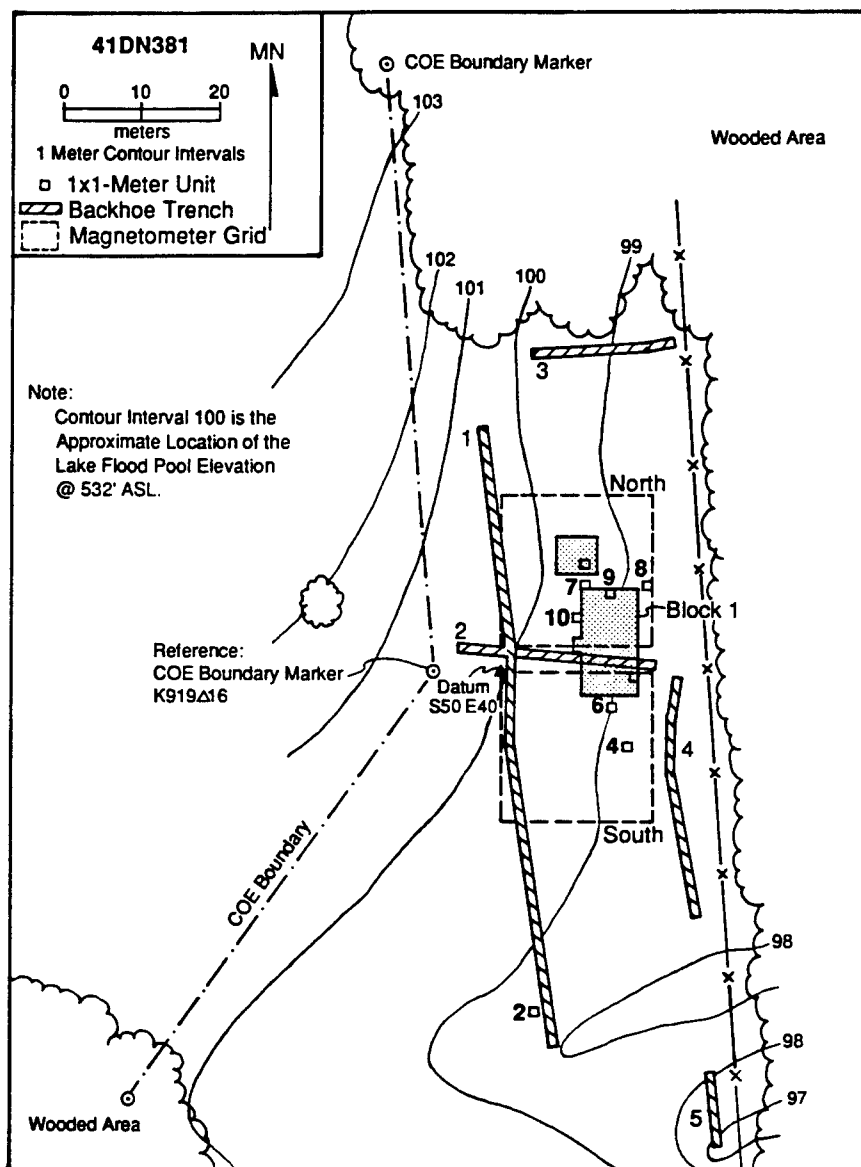 41DN381
MN
0 10 20
meters
1 Meter Contour Intervals
1x1-Meter Unit
Backhoe Trench
Magnetometer Grid
COE Boundary Marker
103
Wooded Area
102
101
100
99
3
Note:
Contour Interval 100 is the
Approximate Location of the
Lake Flood Pool Elevation
@ 532' ASL.
1
North
7
9
8
10
Block 1
2
Reference:
COE Boundary Marker
K919Δ16
Datum
S50 E40
6
4
4
South
COE Boundary
98
2
98
97
5
Wooded Area